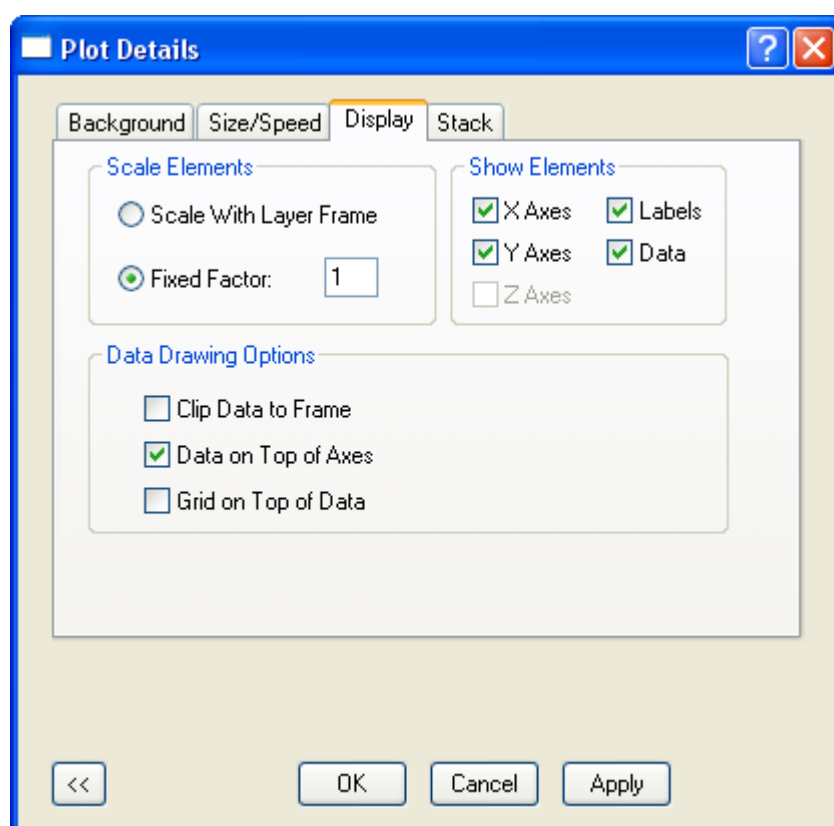 Plot Details
Background Size/Speed Display Stack
Scale Elements
Scale With Layer Frame
Fixed Factor: 1
Show Elements
X Axes Labels
Y Axes Data
Z Axes
Data Drawing Options
Clip Data to Frame
Data on Top of Axes
Grid on Top of Data
<< OK Cancel Apply